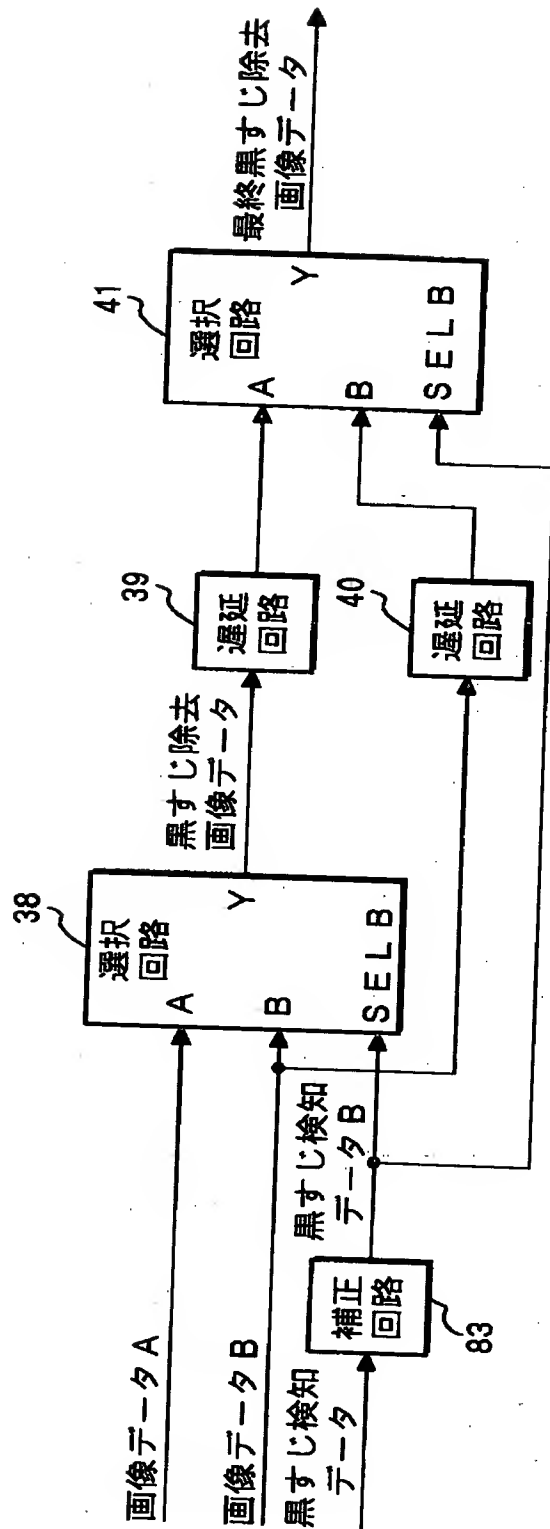 画像データA
画像データB
黒すじ検知
データ
補正
回路
83
黒すじ検知
データB
38
選択
回路
A
B
SELB
Y
黒すじ除去
画像データ
39
遅延
回路
40
遅延
回路
41
選択
回路
A
B
SELB
Y
最終黒すじ除去
画像データ